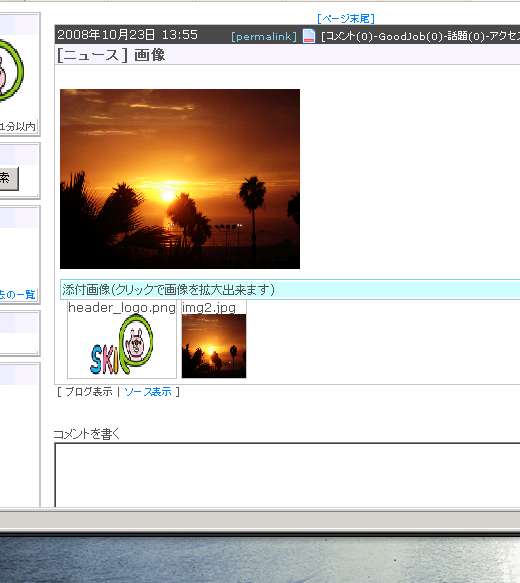 [ページ末尾]
2008年10月23日 13:55 [permalink] [コメント(0)-GoodJob(0)-話題(0)-アクセス
[ニュース] 画像
1分以内
索
添付画像(クリックで画像を拡大出来ます)
去の一覧
header_logo.png img2.jpg
SKIP
[ ブログ表示 | ソース表示 ]
コメントを書く